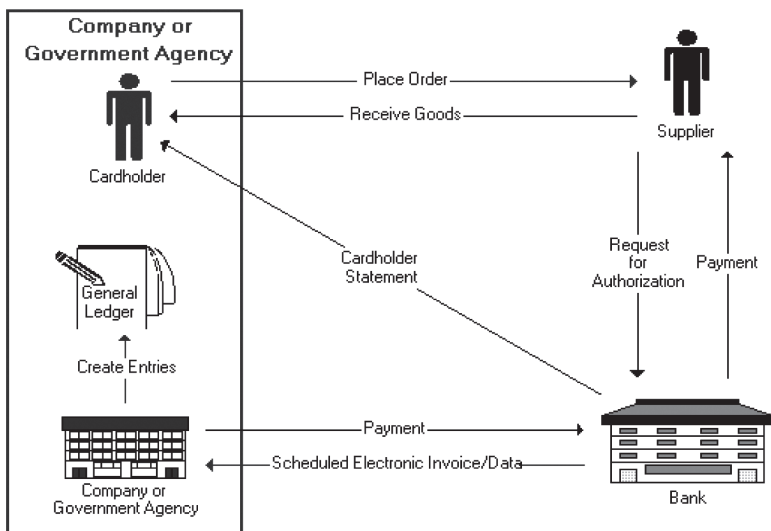 Company or
Government Agency
Place Order
Receive Goods
Supplier
Cardholder
Cardholder
Statement
Request
for
Authorization
Payment
General
Ledger
Create Entries
Payment
Scheduled Electronic Invoice/Data
Company or
Government Agency
Bank